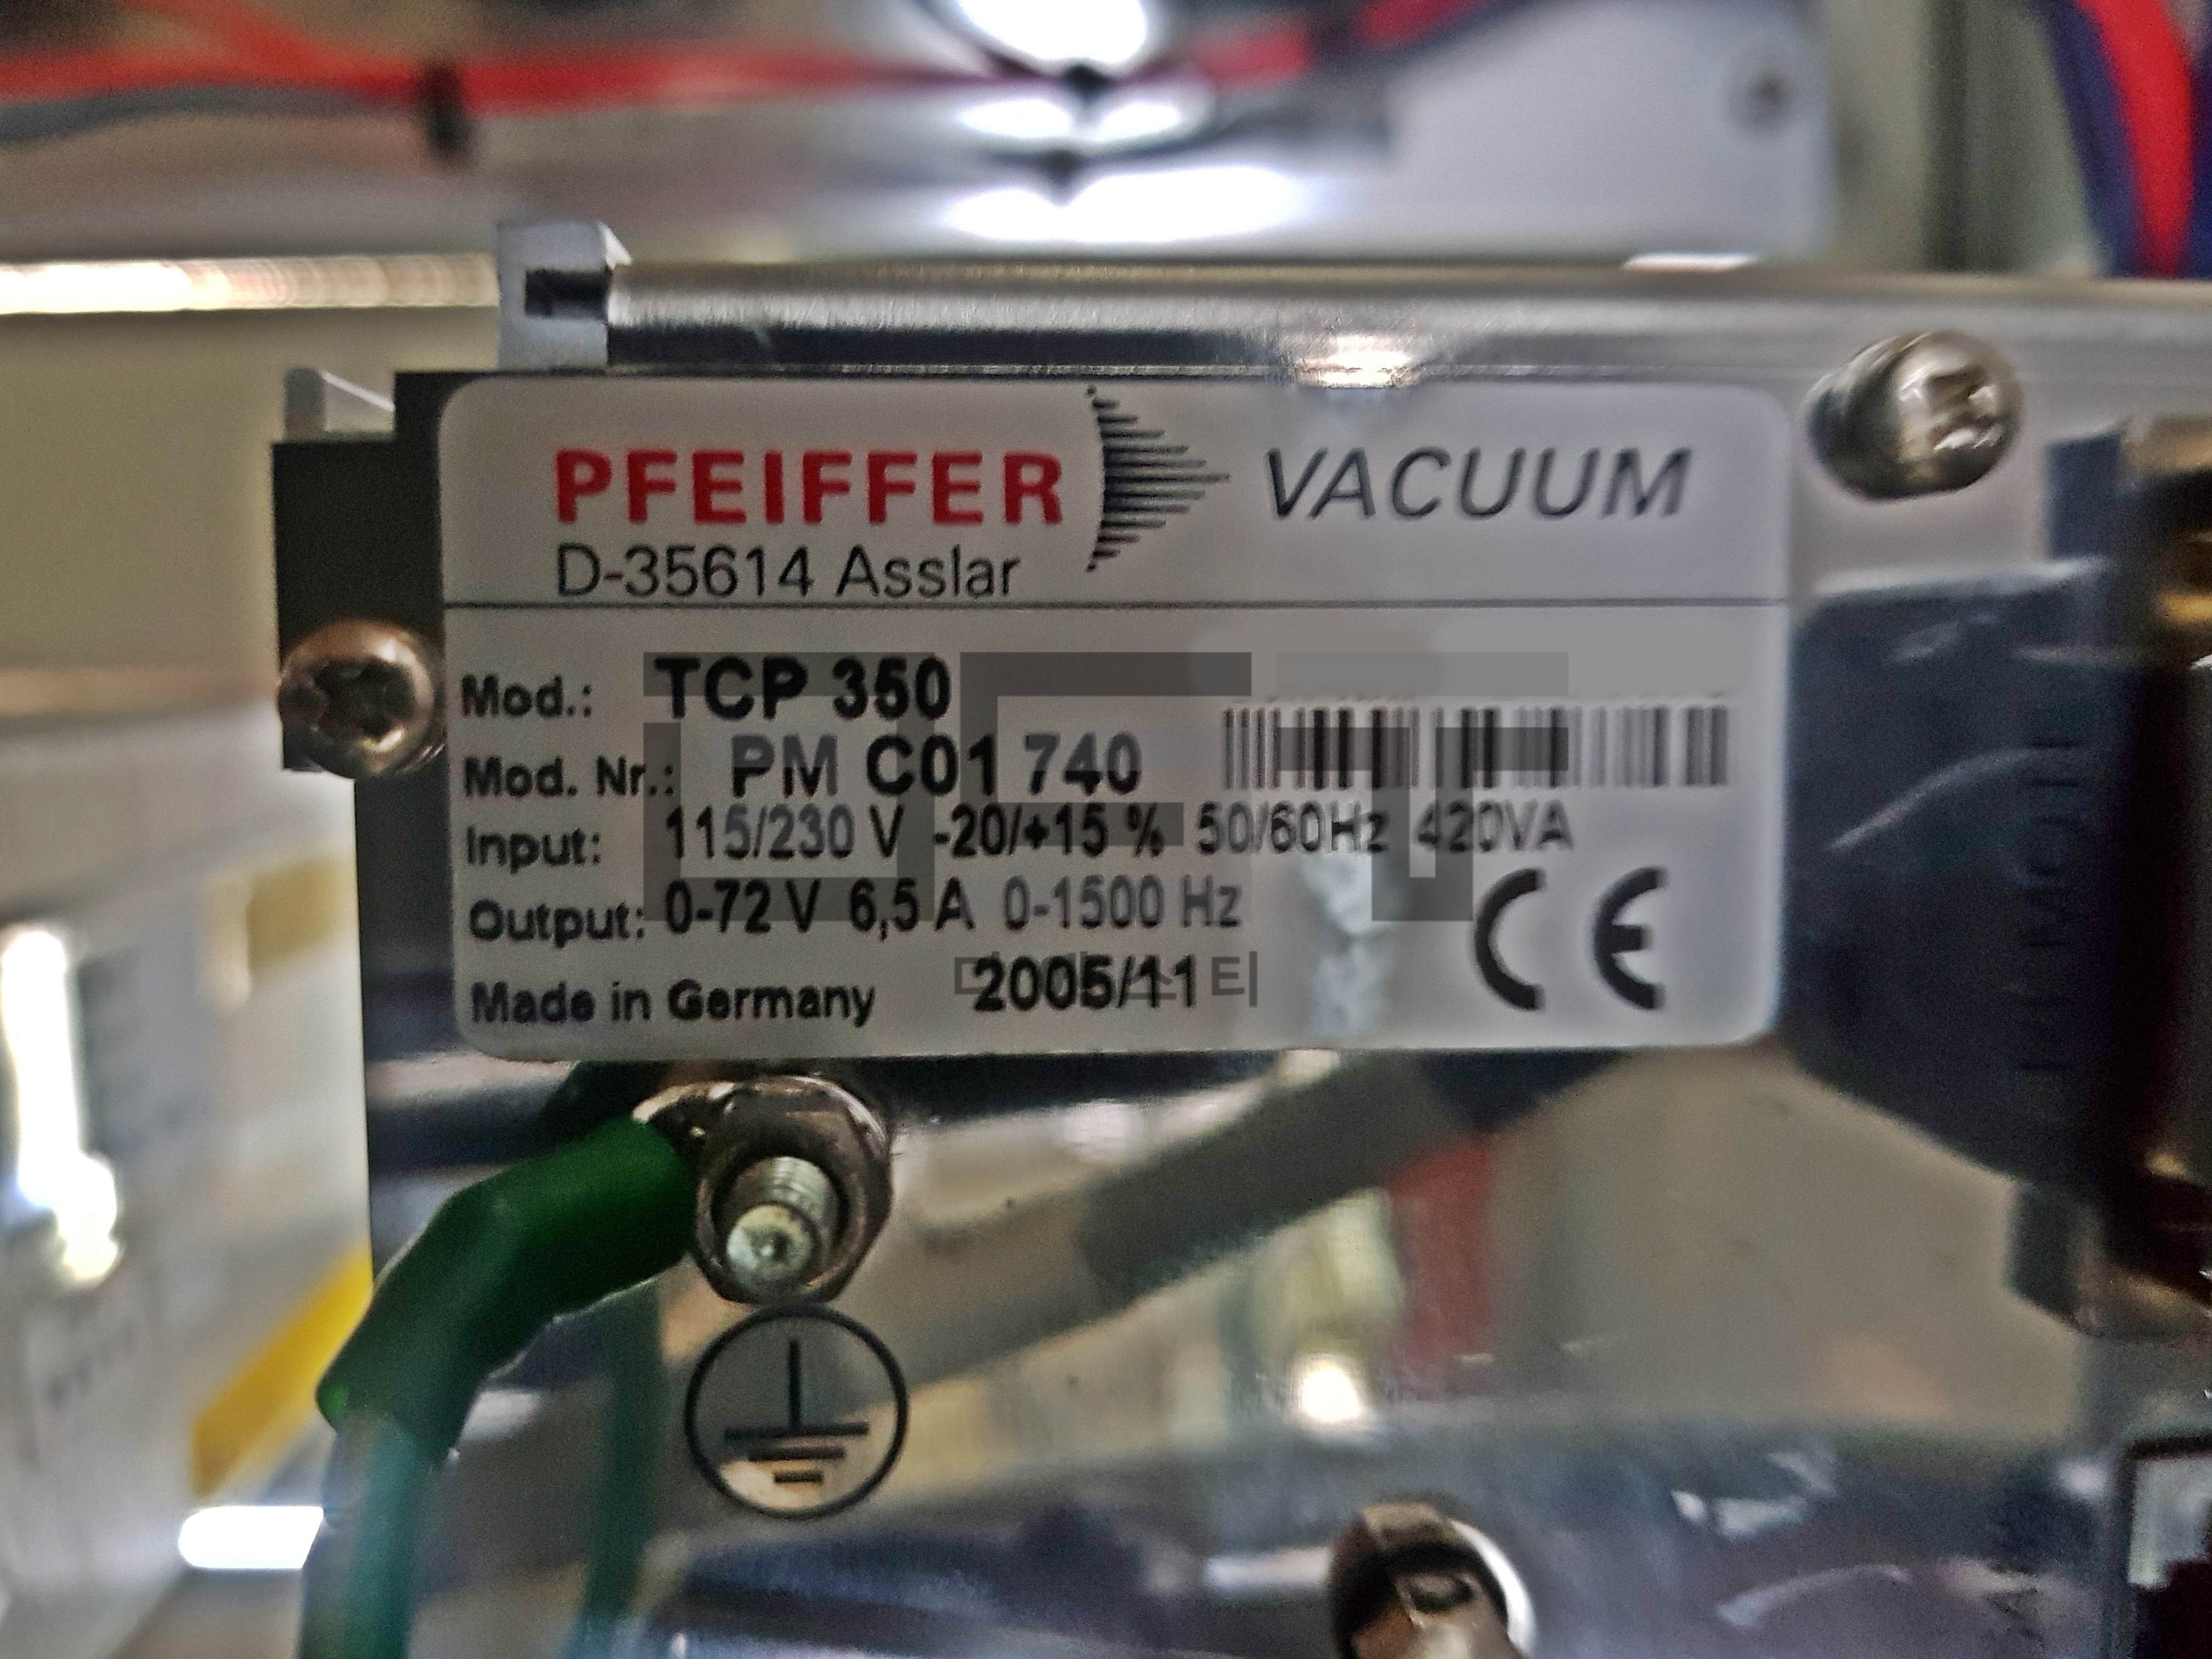 PFEIFFER VACUUM
D-35614 Asslar
Mod.: TCP 350
Mod. Nr.: PM C01 740
Input: 115/230 V -20/+15 % 50/60Hz 420VA
Output: 0-72 V 6,5 A 0-1500 Hz
Made in Germany 2005/11
CE